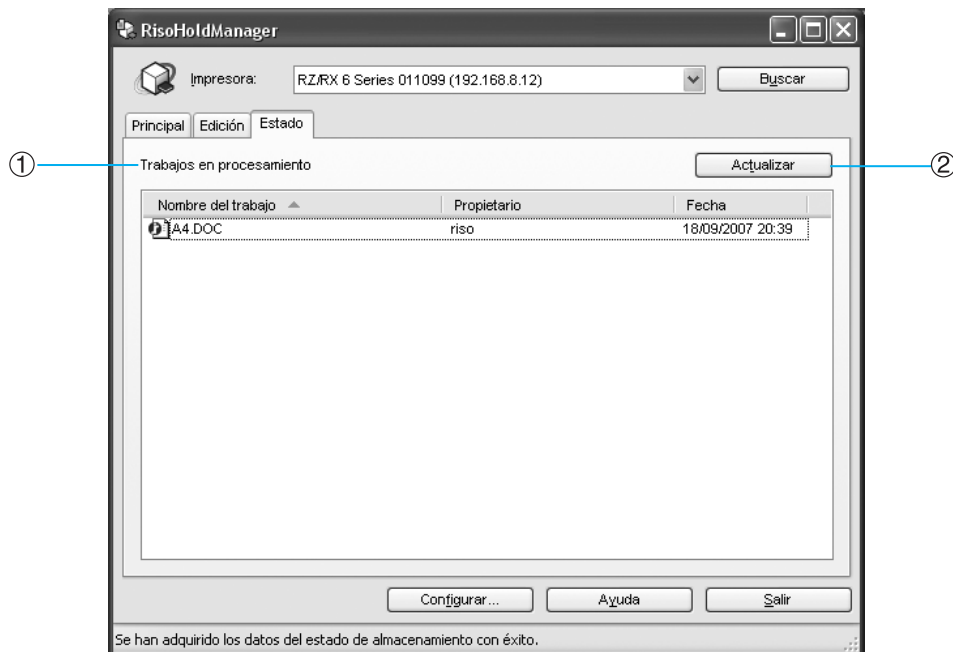 RisoHoldManager
Impresora: RZ/RX 6 Series 011099 (192.168.8.12) Buscar
Principal Edición Estado
① Trabajos en procesamiento Actualizar ②
Nombre del trabajo Propietario Fecha
A4.DOC riso 18/09/2007 20:39
Configurar... Ayuda Salir
Se han adquirido los datos del estado de almacenamiento con éxito.